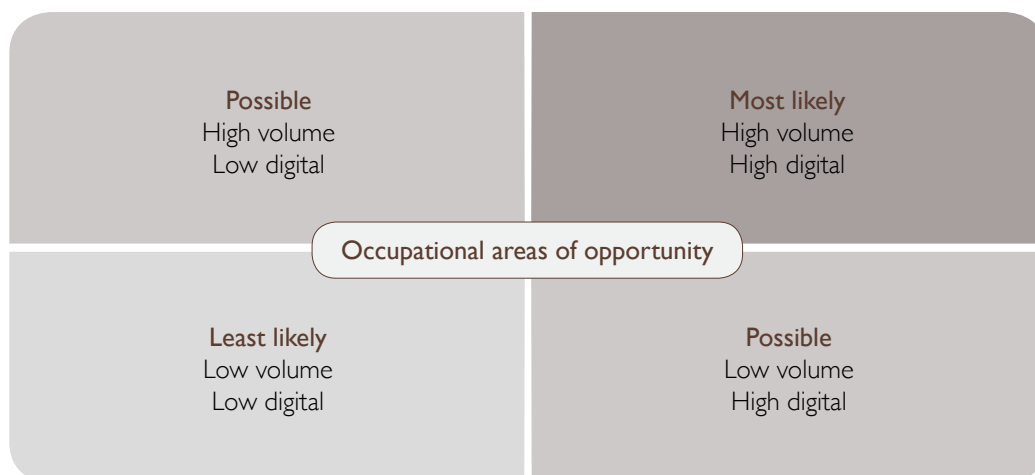 Possible
High volume
Low digital
Most likely
High volume
High digital
Occupational areas of opportunity
Least likely
Low volume
Low digital
Possible
Low volume
High digital